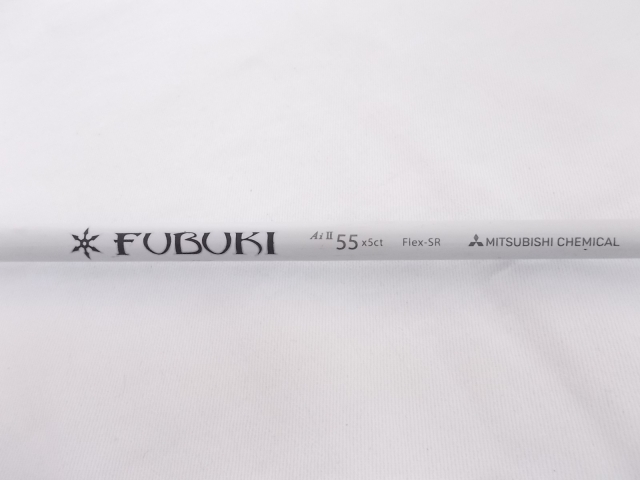 FUBUKI Ai II 55 x5ct Flex-SR MITSUBISHI CHEMICAL